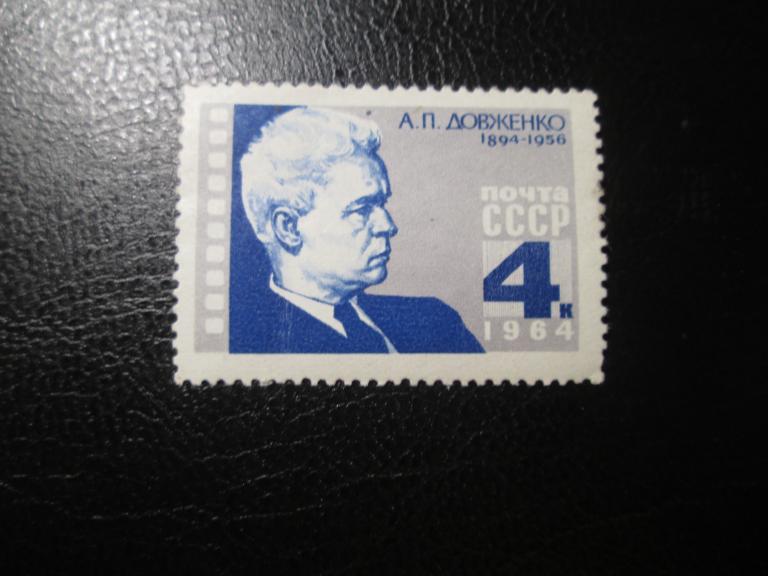 А.П. ДОВЖЕНКО
1894-1956
почта
СССР
4к
1964